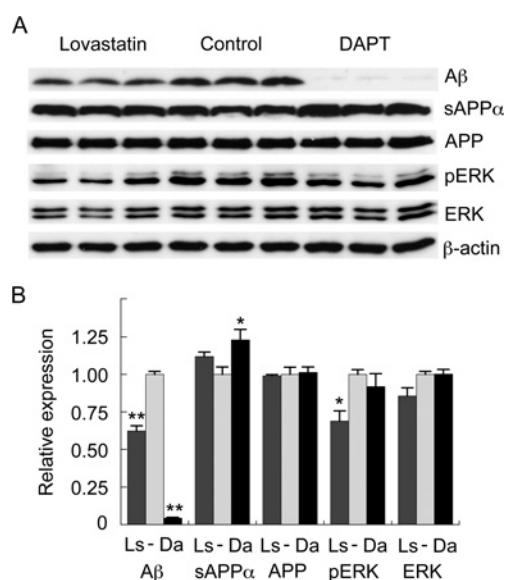 A
Lovastatin Control DAPT
Aβ
sAPPα
APP
pERK
ERK
β-actin
B
Relative expression
1.25
1.00
0.75
0.50
0.25
0
** ** * *
Ls - Da Ls - Da Ls - Da Ls - Da Ls - Da
Aβ sAPPα APP pERK ERK